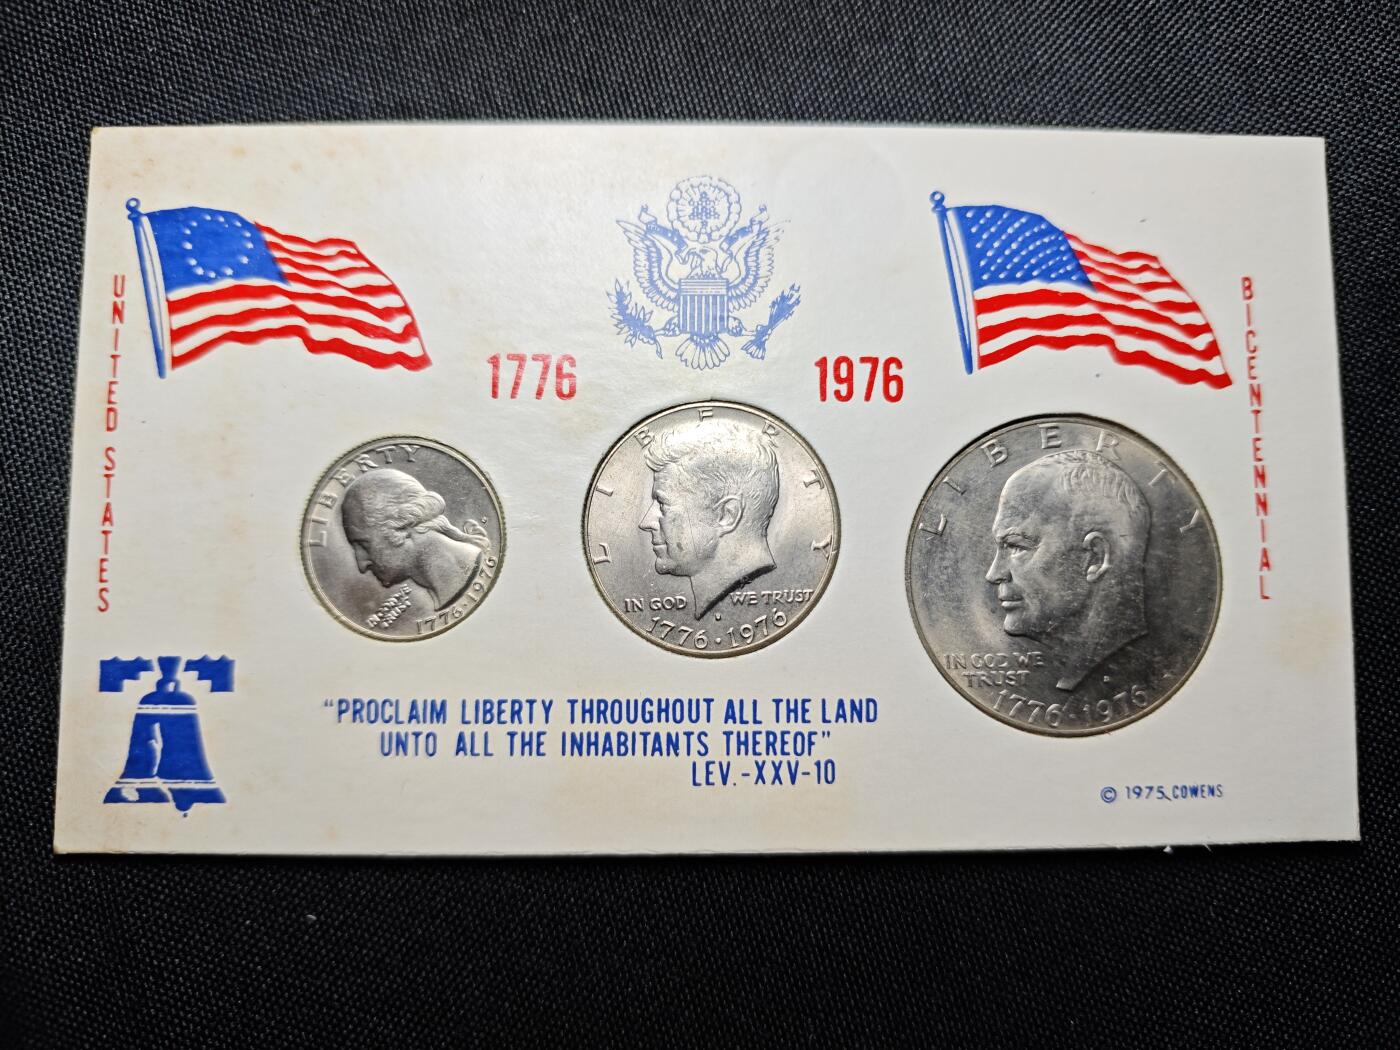 UNITED STATES
1776
1976
BICENTENNIAL
LIBERTY
IN GOD WE
TRUST
1776·1976
LIBERTY
IN GOD WE TRUST
1776·1976
LIBERTY
IN GOD WE
TRUST
1776·1976
"PROCLAIM LIBERTY THROUGHOUT ALL THE LAND
UNTO ALL THE INHABITANTS THEREOF"
LEV.-XXV-10
© 1975 COWENS